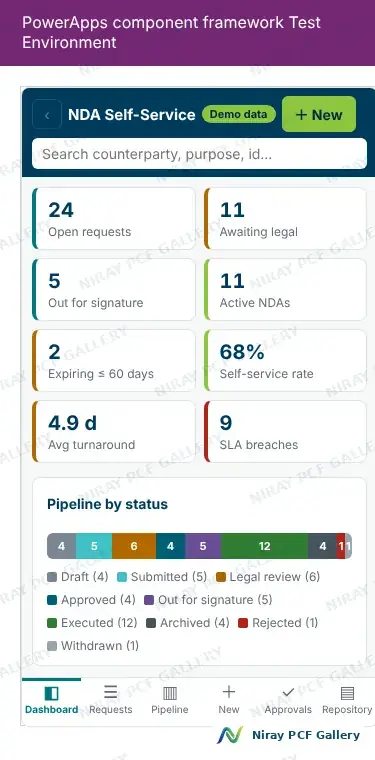 PowerApps component framework Test
Environment
‹ NDA Self-Service Demo data + New
Search counterparty, purpose, id...
24
Open requests
11
Awaiting legal
5
Out for signature
11
Active NDAs
2
Expiring ≤ 60 days
68%
Self-service rate
4.9 d
Avg turnaround
9
SLA breaches
Pipeline by status
4 5 6 4 5 12 4 1 1
Draft (4) Submitted (5) Legal review (6)
Approved (4) Out for signature (5)
Executed (12) Archived (4) Rejected (1)
Withdrawn (1)
Dashboard Requests Pipeline New Approvals Repository
Niray PCF Gallery
NIRAY PCF GALLERY